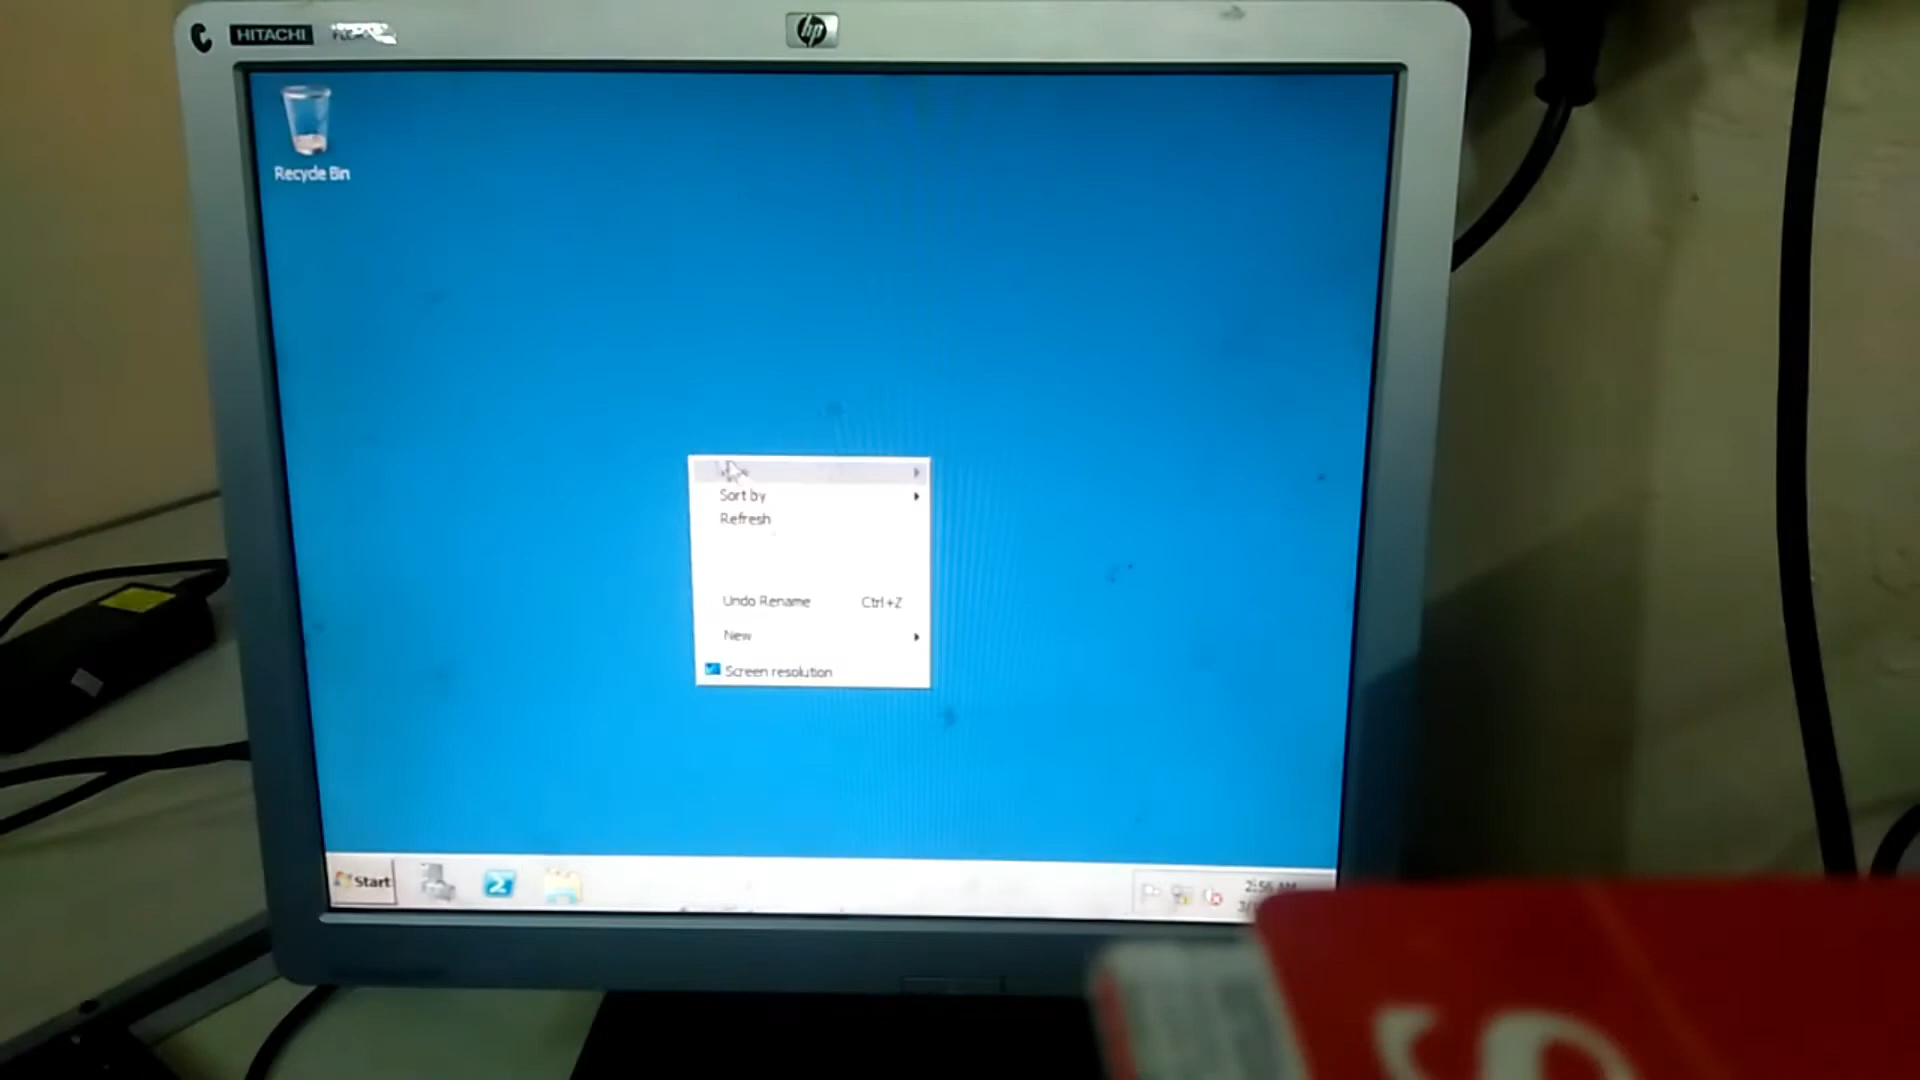 HITACHI
hp
Recycle Bin
Sort by
Refresh
Undo Rename Ctrl+Z
New
Screen resolution
Start
2:56 AM